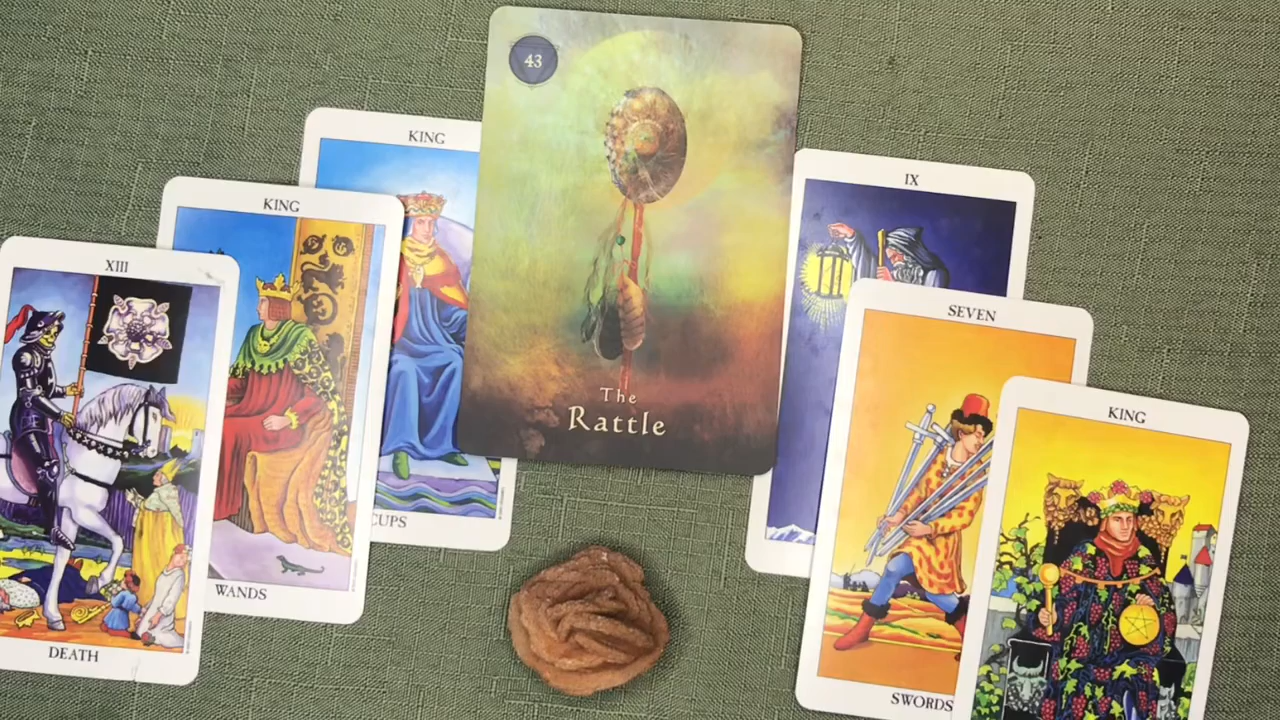 XIII
DEATH
KING
WANDS
KING
CUPS
43
The
Rattle
IX
SEVEN
SWORDS
KING